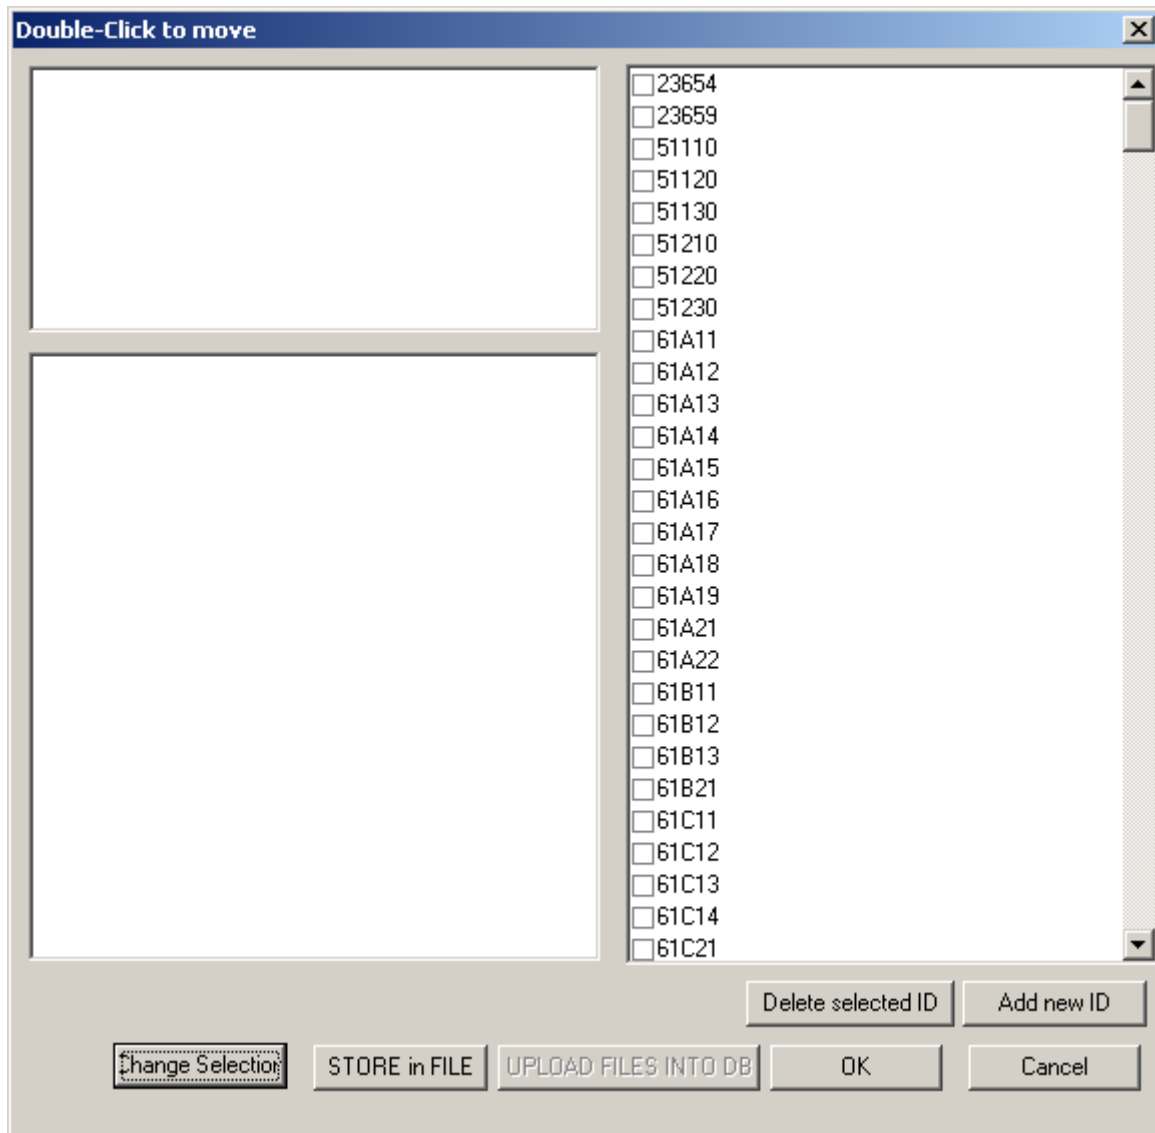 Double-Click to move
23654
23659
51110
51120
51130
51210
51220
51230
61A11
61A12
61A13
61A14
61A15
61A16
61A17
61A18
61A19
61A21
61A22
61B11
61B12
61B13
61B21
61C11
61C12
61C13
61C14
61C21
Delete selected ID Add new ID
Change Selection STORE in FILE UPLOAD FILES INTO DB OK Cancel